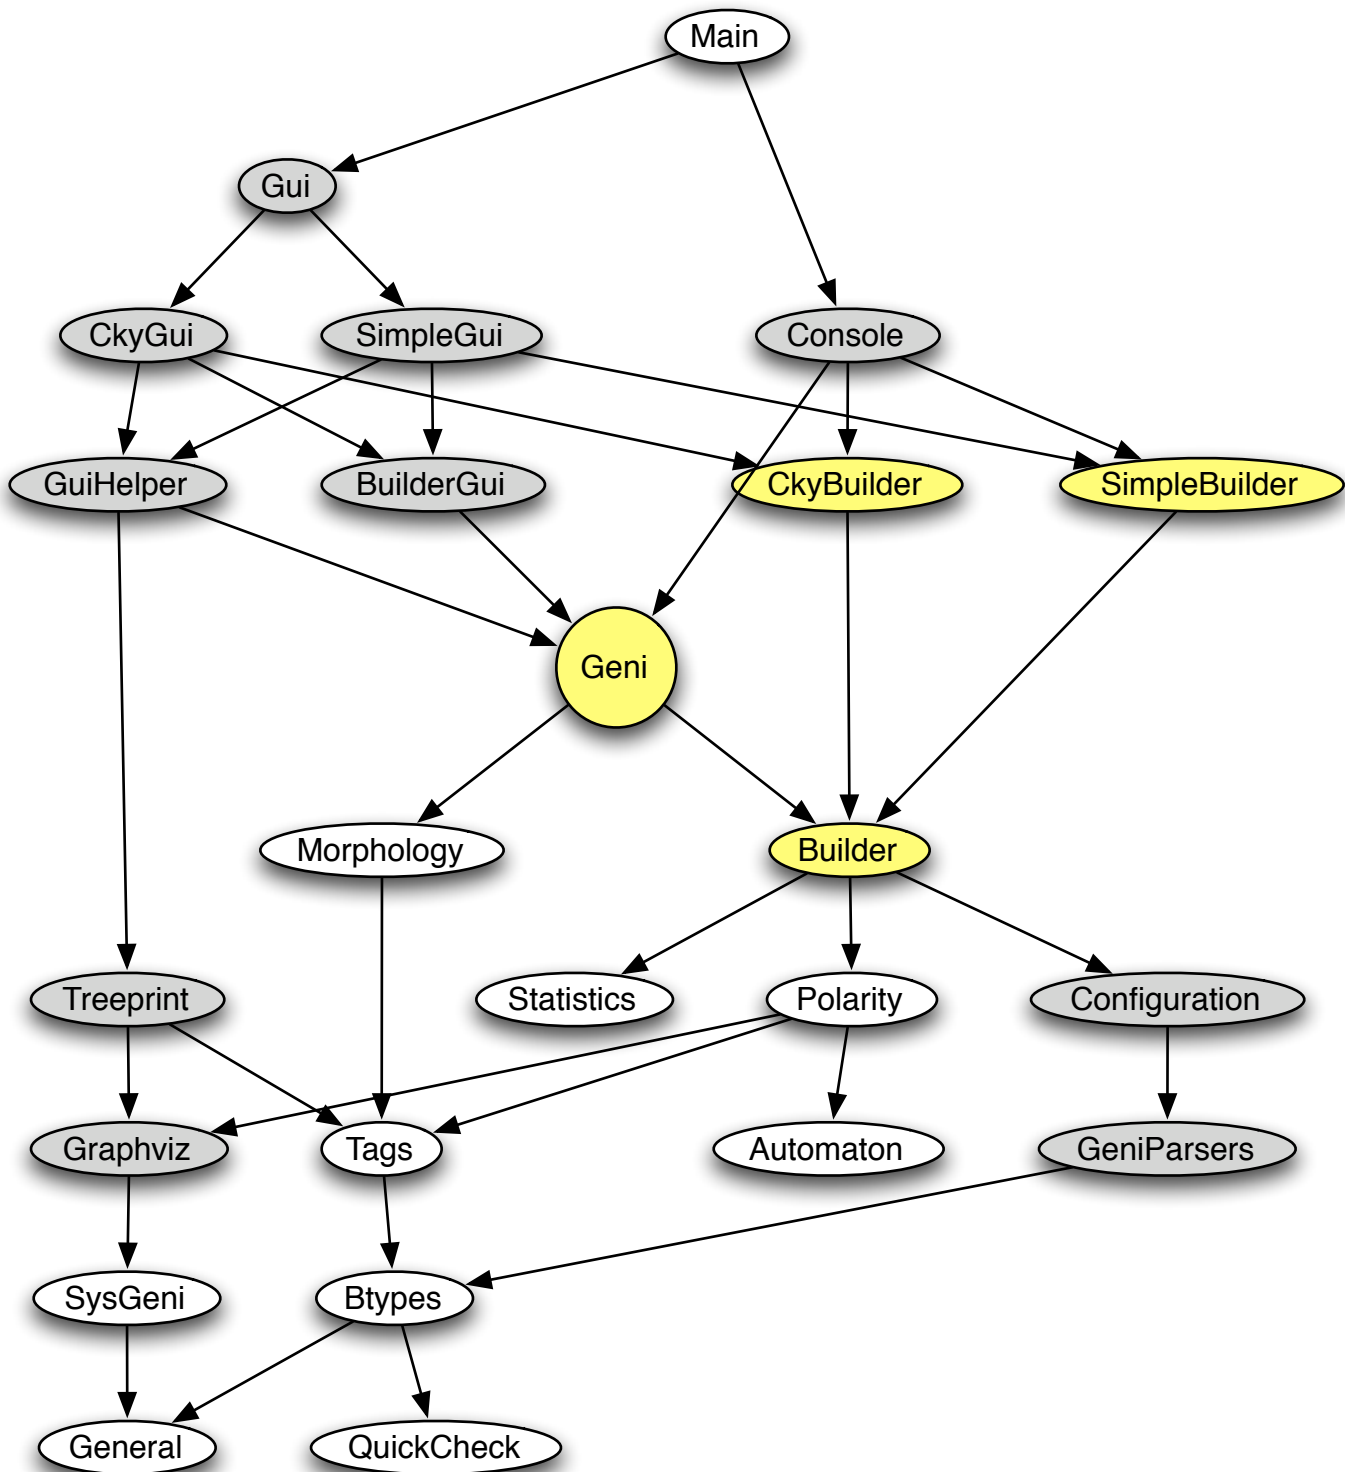 Main
Gui
CkyGui
SimpleGui
Console
GuiHelper
BuilderGui
CkyBuilder
SimpleBuilder
Geni
Morphology
Builder
Treeprint
Statistics
Polarity
Configuration
Graphviz
Tags
Automaton
GeniParsers
SysGeni
Btypes
General
QuickCheck